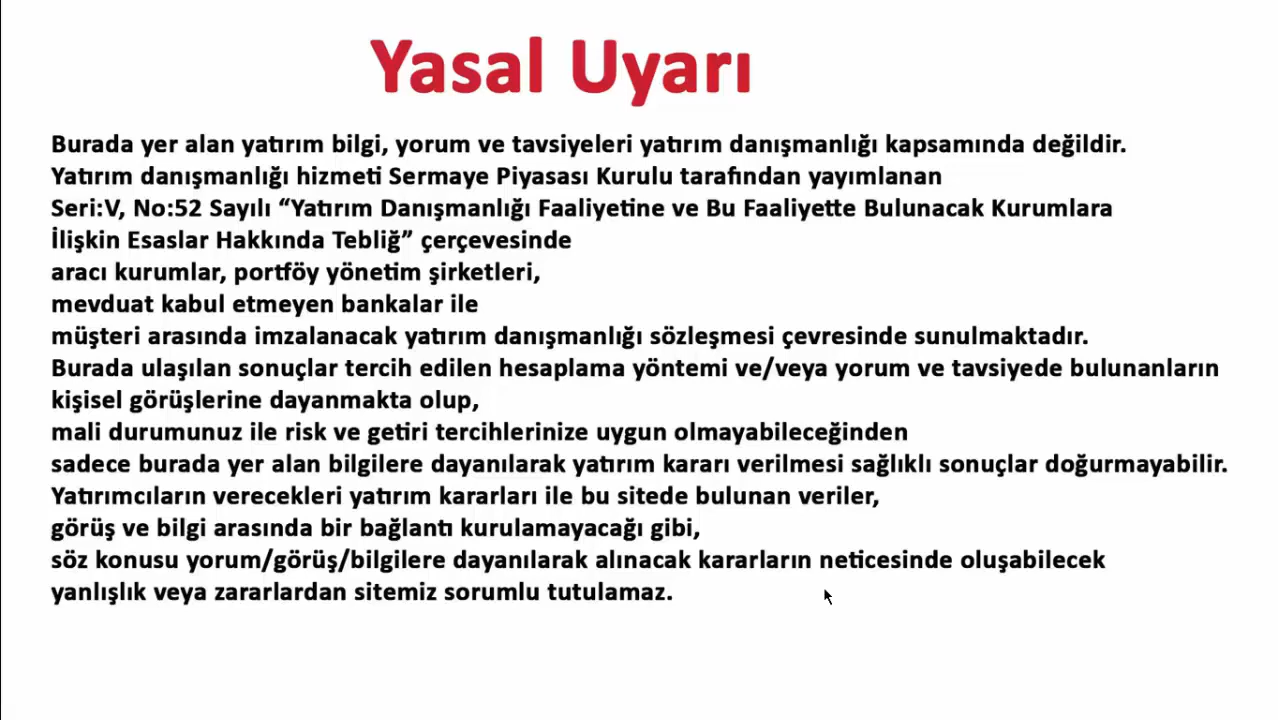 Yasal Uyarı
Burada yer alan yatırım bilgi, yorum ve tavsiyeleri yatırım danışmanlığı kapsamında değildir.
Yatırım danışmanlığı hizmeti Sermaye Piyasası Kurulu tarafından yayımlanan
Seri:V, No:52 Sayılı “Yatırım Danışmanlığı Faaliyetine ve Bu Faaliyette Bulunacak Kurumlara
İlişkin Esaslar Hakkında Tebliğ” çerçevesinde
aracı kurumlar, portföy yönetim şirketleri,
mevduat kabul etmeyen bankalar ile
müşteri arasında imzalanacak yatırım danışmanlığı sözleşmesi çevresinde sunulmaktadır.
Burada ulaşılan sonuçlar tercih edilen hesaplama yöntemi ve/veya yorum ve tavsiyede bulunanların
kişisel görüşlerine dayanmakta olup,
mali durumunuz ile risk ve getiri tercihlerinize uygun olmayabileceğinden
sadece burada yer alan bilgilere dayanılarak yatırım kararı verilmesi sağlıklı sonuçlar doğurmayabilir.
Yatırımcıların verecekleri yatırım kararları ile bu sitede bulunan veriler,
görüş ve bilgi arasında bir bağlantı kurulamayacağı gibi,
söz konusu yorum/görüş/bilgilere dayanılarak alınacak kararların neticesinde oluşabilecek
yanlışlık veya zararlardan sitemiz sorumlu tutulamaz.